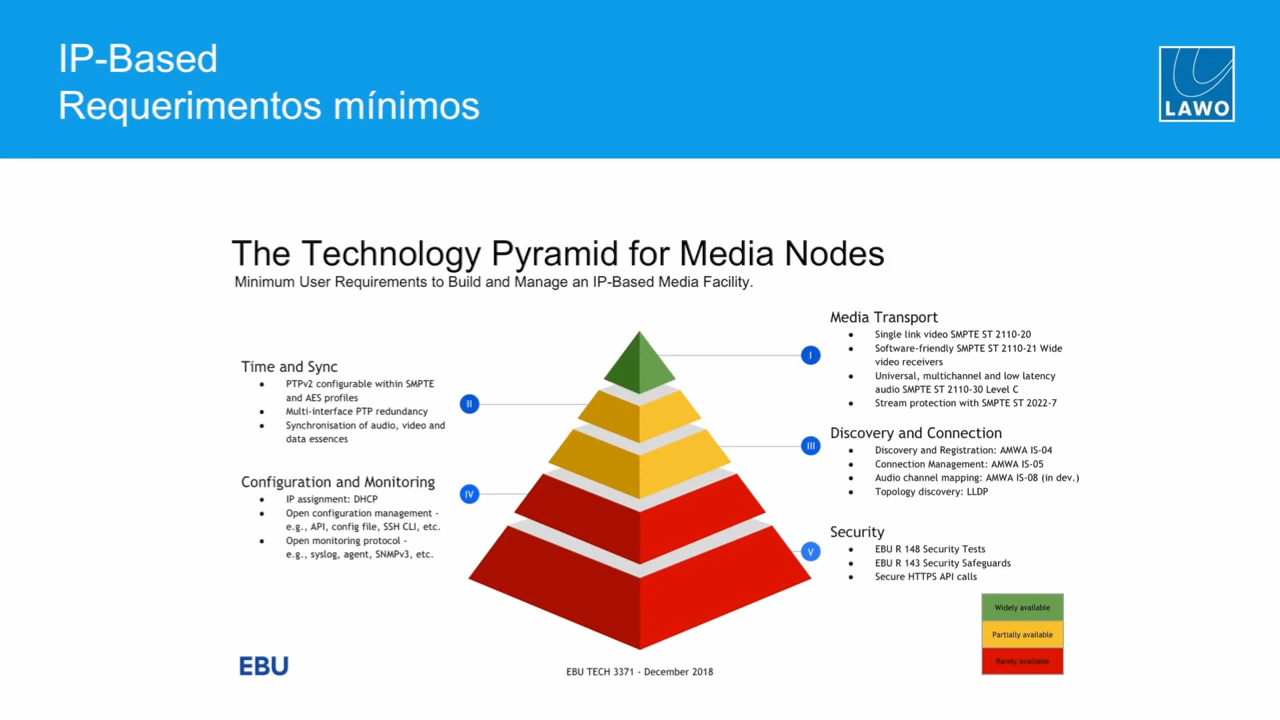 IP-Based
Requerimentos mínimos
LAWO
The Technology Pyramid for Media Nodes
Minimum User Requirements to Build and Manage an IP-Based Media Facility.
Time and Sync
● PTPv2 configurable within SMPTE
and AES profiles
● Multi-interface PTP redundancy
● Synchronisation of audio, video and
data essences
II
Configuration and Monitoring
● IP assignment: DHCP
● Open configuration management -
e.g., API, config file, SSH CLI, etc.
● Open monitoring protocol -
e.g., syslog, agent, SNMPv3, etc.
IV
I
Media Transport
● Single link video SMPTE ST 2110-20
● Software-friendly SMPTE ST 2110-21 Wide
video receivers
● Universal, multichannel and low latency
audio SMPTE ST 2110-30 Level C
● Stream protection with SMPTE ST 2022-7
III
Discovery and Connection
● Discovery and Registration: AMWA IS-04
● Connection Management: AMWA IS-05
● Audio channel mapping: AMWA IS-08 (in dev.)
● Topology discovery: LLDP
V
Security
● EBU R 148 Security Tests
● EBU R 143 Security Safeguards
● Secure HTTPS API calls
Widely available
Partially available
Rarely available
EBU
EBU TECH 3371 - December 2018